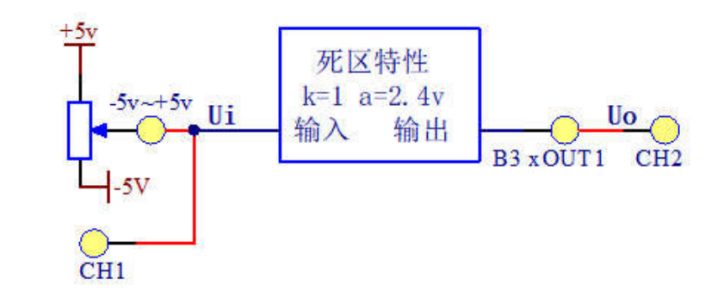 +5v
死区特性
-5v~+5v
Ui
k=1 a=2.4v
Uo
输入 输出
B3 xOUT1
CH2
-5V
CH1